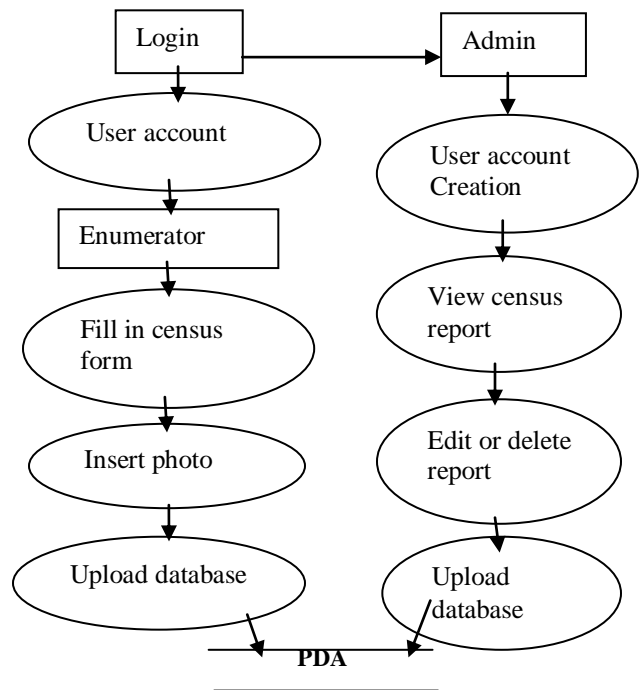 Login
Admin
User account
User account
Creation
Enumerator
View census
report
Fill in census
form
Edit or delete
report
Insert photo
Upload database
Upload
database
PDA